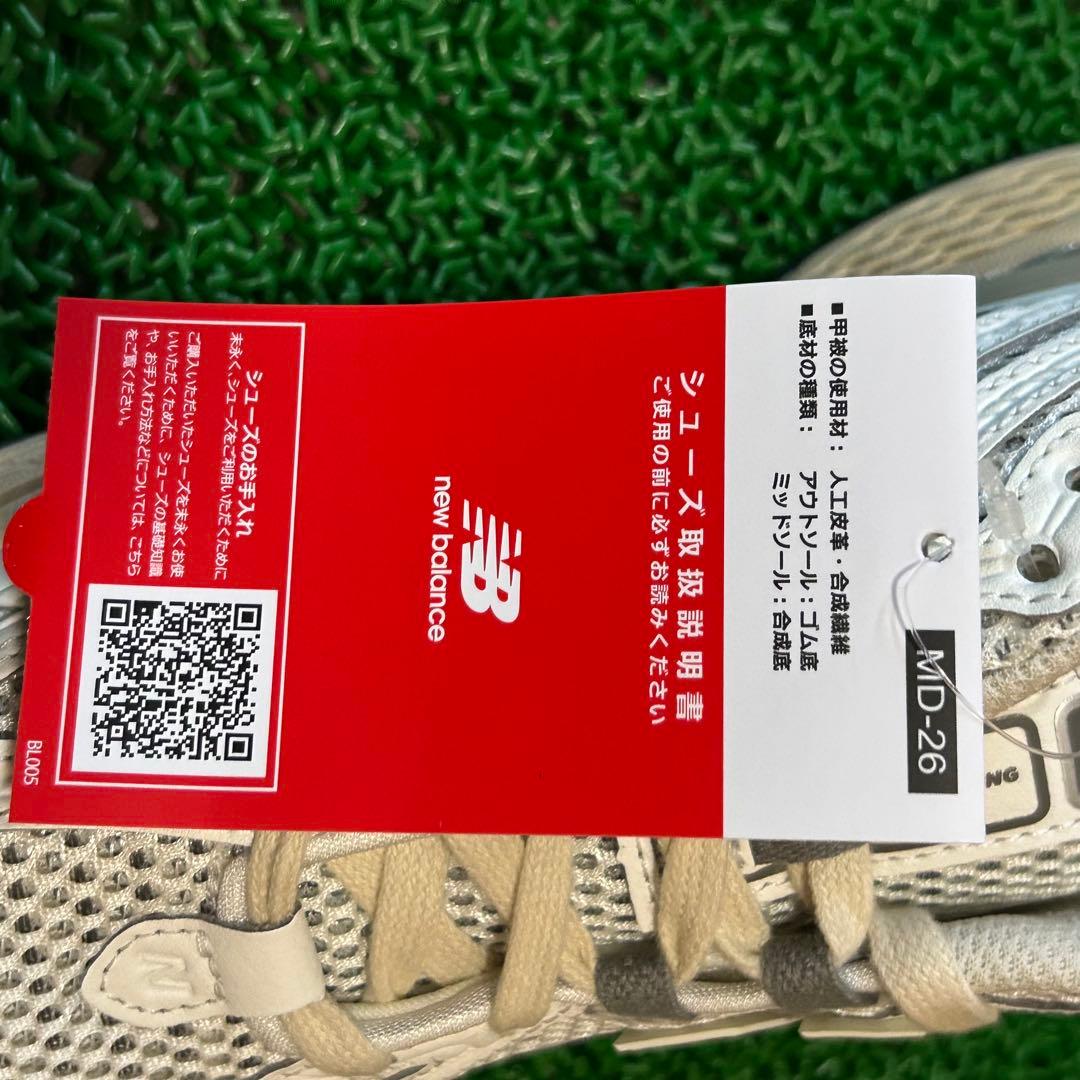 MD-26
■甲被の使用材： 人工皮革・合成繊維
■底材の種類： アウトソール：ゴム底
ミッドソール：合成底
シューズ取扱説明書
ご使用の前に必ずお読みください
NB
new balance
シューズのお手入れ
末永く、シューズをご利用いただくために
ご購入いただいたシューズを末永くお使
いいただくために、シューズの基礎知識
や、お手入れ方法などについては こちら
をご覧ください。
BL005
N
NG